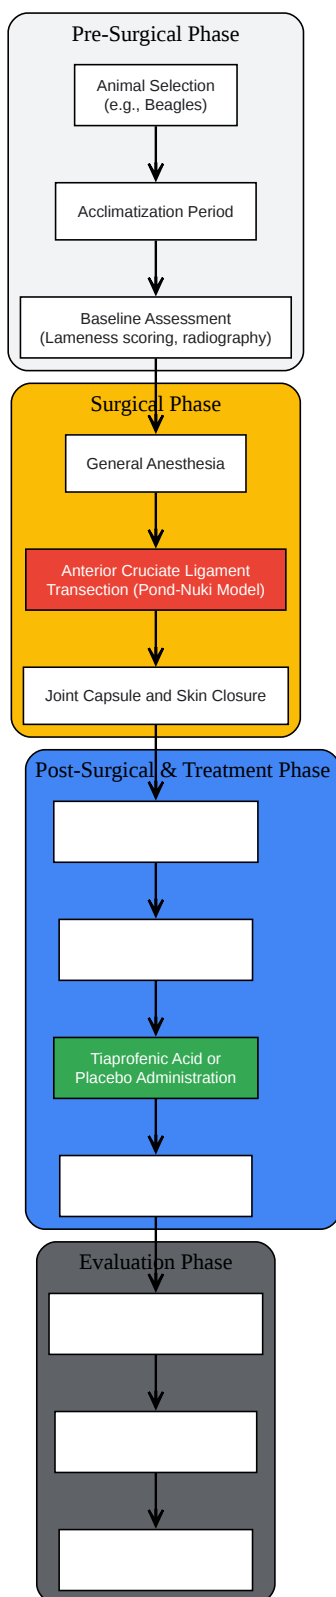 Pre-Surgical Phase
Animal Selection
(e.g., Beagles)
Acclimatization Period
Baseline Assessment
(Lameness scoring, radiography)
Surgical Phase
General Anesthesia
Anterior Cruciate Ligament
Transection (Pond-Nuki Model)
Joint Capsule and Skin Closure
Post-Surgical & Treatment Phase
Tiaprofenic Acid or
Placebo Administration
Evaluation Phase